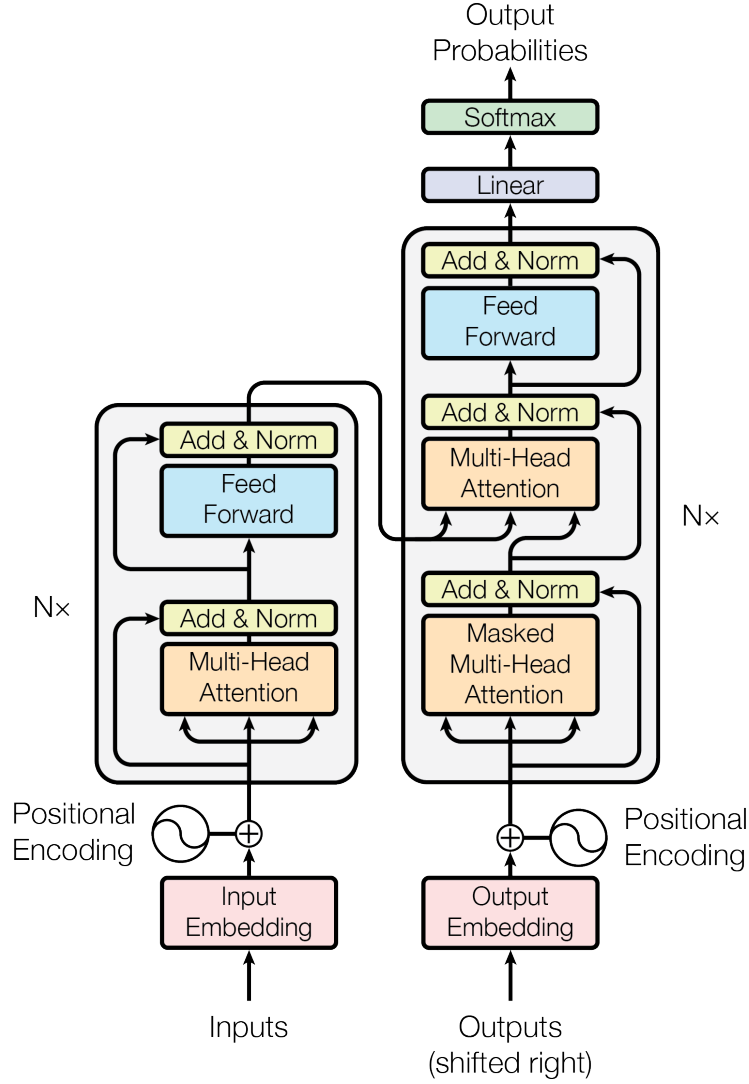 Output
Probabilities
Softmax
Linear
Add & Norm
Feed
Forward
Add & Norm
Multi-Head
Attention
Add & Norm
Masked
Multi-Head
Attention
N×
Add & Norm
Feed
Forward
Add & Norm
Multi-Head
Attention
N×
Positional
Encoding
Positional
Encoding
Input
Embedding
Output
Embedding
Inputs
Outputs
(shifted right)